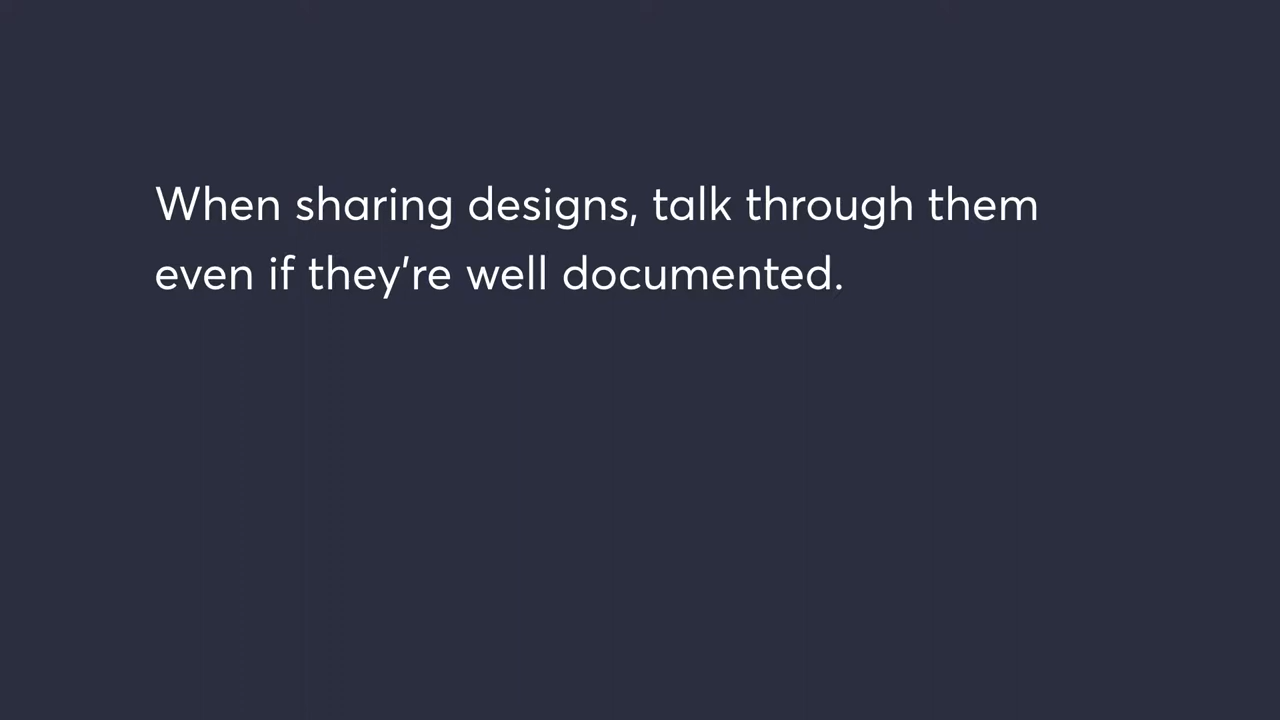 When sharing designs, talk through them
even if they’re well documented.